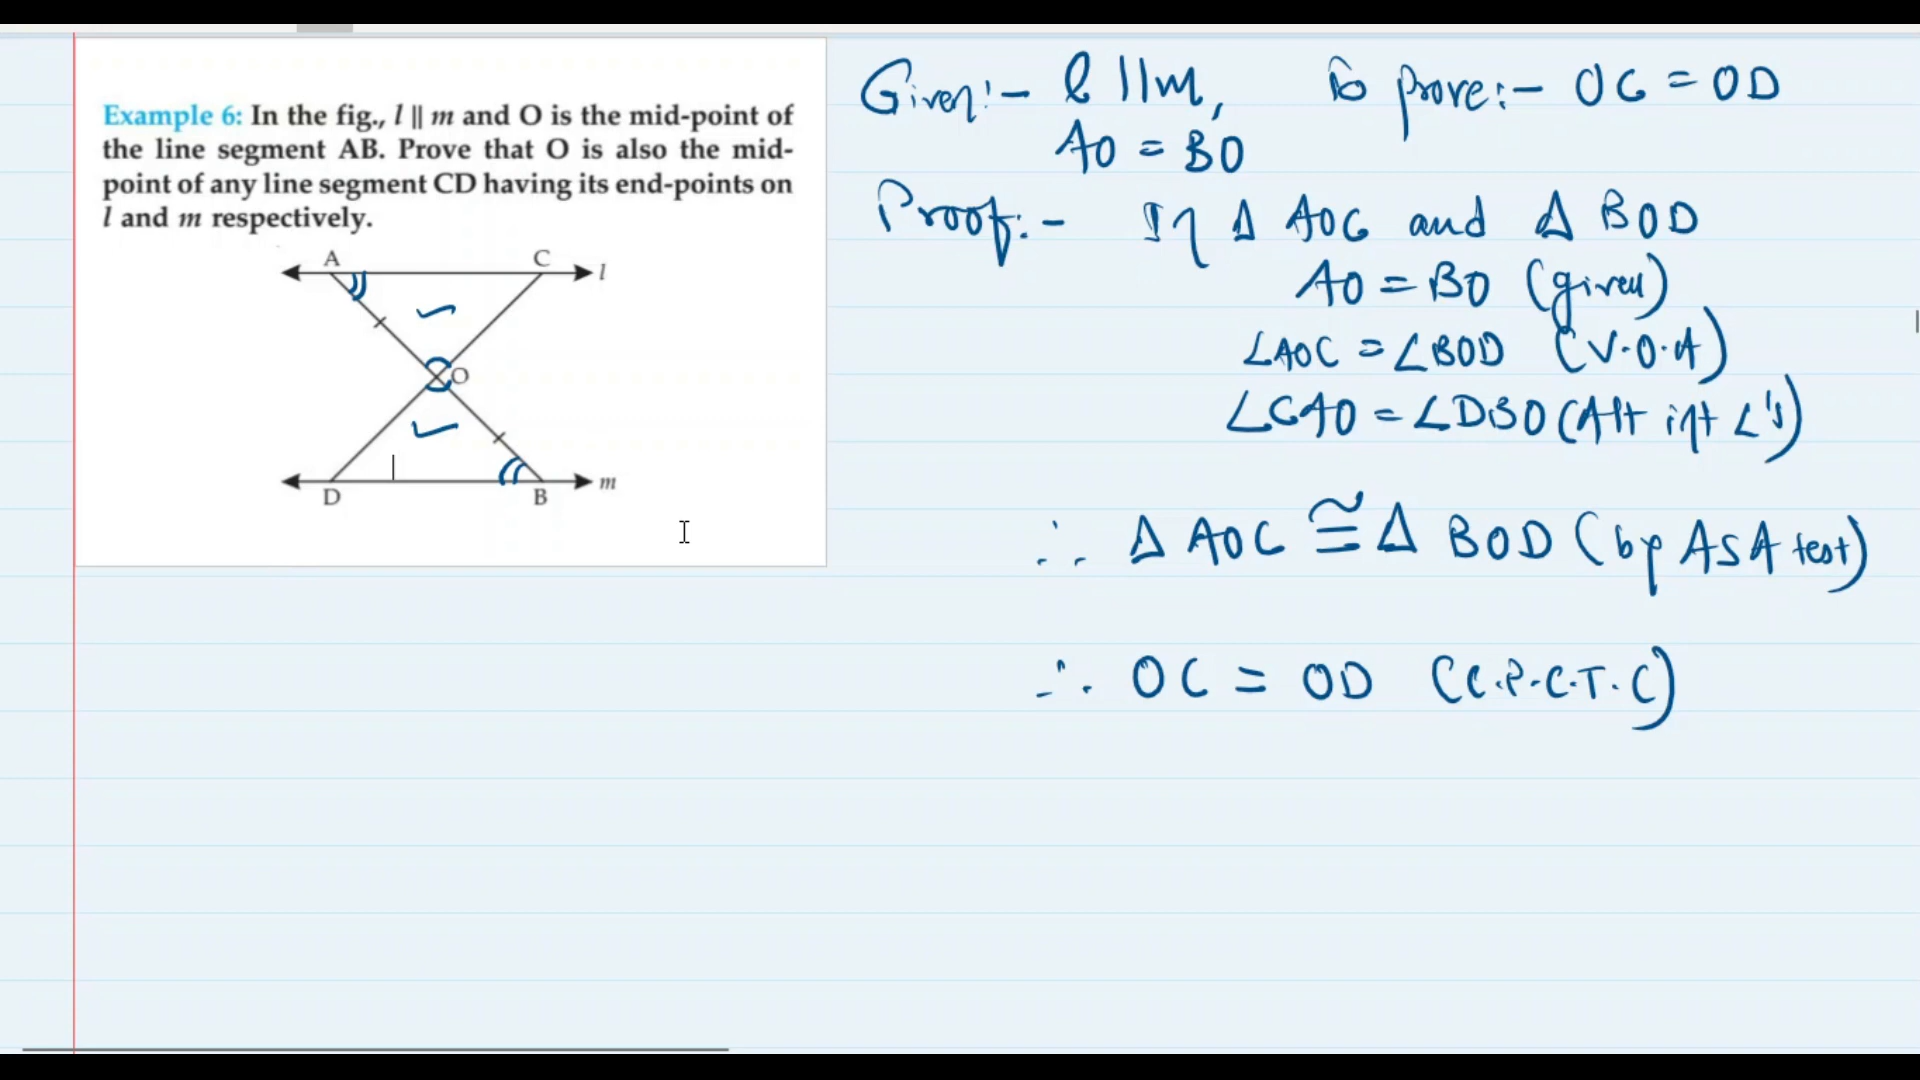 Example 6: In the fig., l || m and O is the mid-point of
the line segment AB. Prove that O is also the mid-
point of any line segment CD having its end-points on
l and m respectively.
A C l
O
D B m
Given:- l || m, To prove:- OC = OD
AO = BO
Proof:- In Δ AOC and Δ BOD
AO = BO (given)
∠AOC = ∠BOD (V.O.A)
∠CAO = ∠DBO (Alt int ∠'s)
∴ Δ AOC ≅ Δ BOD (by ASA test)
∴ OC = OD (C.P.C.T.C)